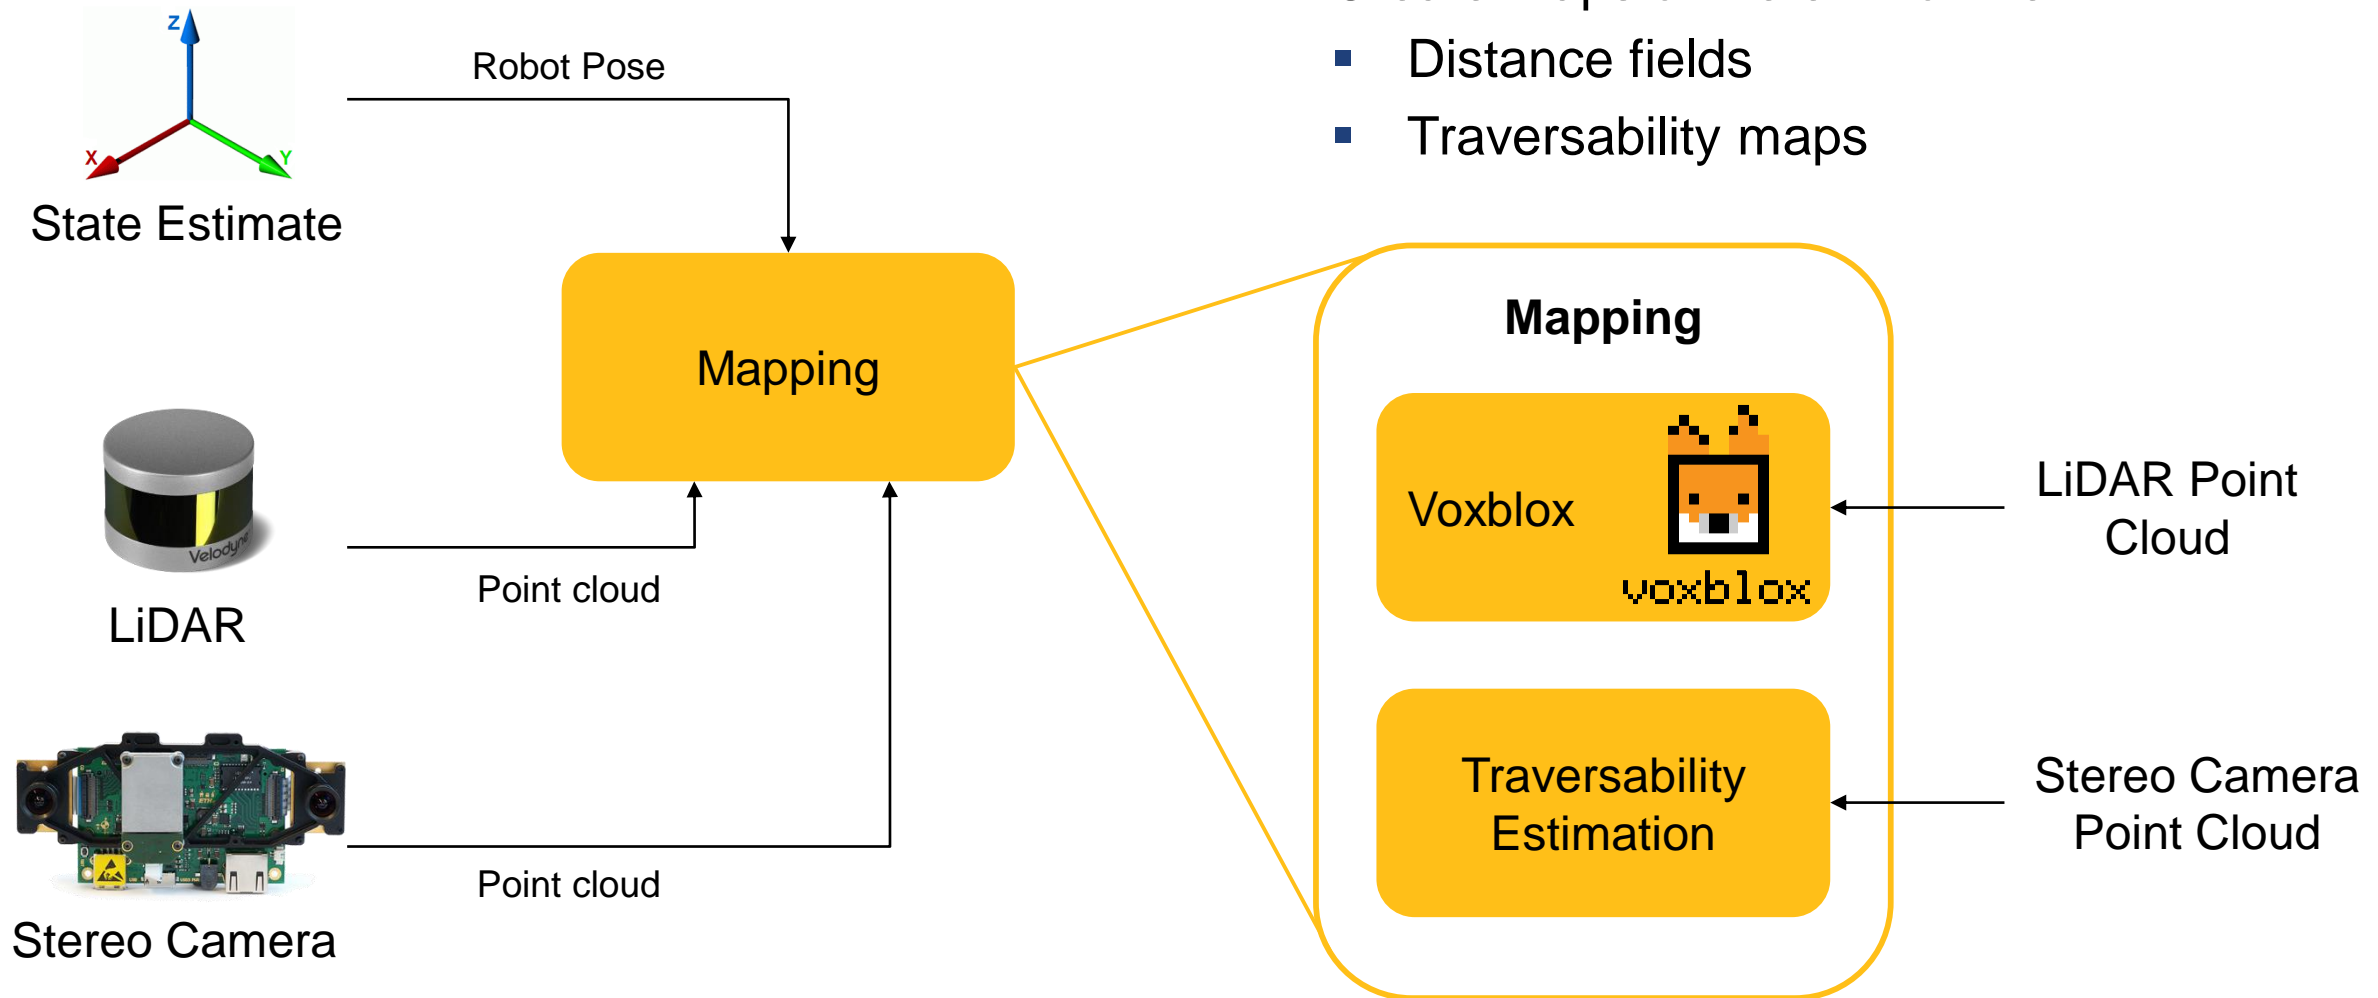 Z
X
Y
State Estimate
Robot Pose
Distance fields
Traversability maps
Mapping
Velodyne
LiDAR
Point cloud
Stereo Camera
Point cloud
Mapping
Voxblox
voxblox
LiDAR Point
Cloud
Traversability
Estimation
Stereo Camera
Point Cloud